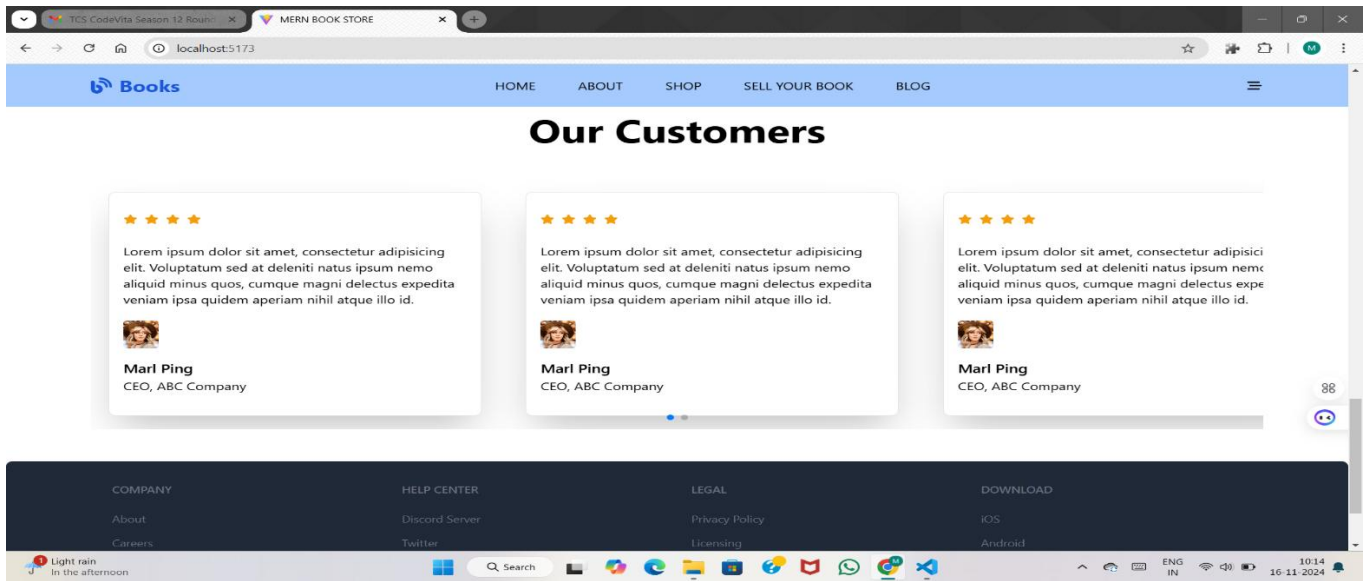 TCS CodeVita Season 12 Round
MERN BOOK STORE
localhost:5173
M
Books
HOME ABOUT SHOP SELL YOUR BOOK BLOG
Our Customers
Lorem ipsum dolor sit amet, consectetur adipisicing
elit. Voluptatum sed at deleniti natus ipsum nemo
aliquid minus quos, cumque magni delectus expedita
veniam ipsa quidem aperiam nihil atque illo id.
Marl Ping
CEO, ABC Company
Lorem ipsum dolor sit amet, consectetur adipisicing
elit. Voluptatum sed at deleniti natus ipsum nemo
aliquid minus quos, cumque magni delectus expedita
veniam ipsa quidem aperiam nihil atque illo id.
Marl Ping
CEO, ABC Company
Lorem ipsum dolor sit amet, consectetur adipisici
elit. Voluptatum sed at deleniti natus ipsum nemo
aliquid minus quos, cumque magni delectus expe
veniam ipsa quidem aperiam nihil atque illo id.
Marl Ping
CEO, ABC Company
COMPANY HELP CENTER LEGAL DOWNLOAD
About Discord Server Privacy Policy iOS
Careers Twitter Licensing Android
1
Light rain
In the afternoon
Search
ENG
IN
10:14
16-11-2024